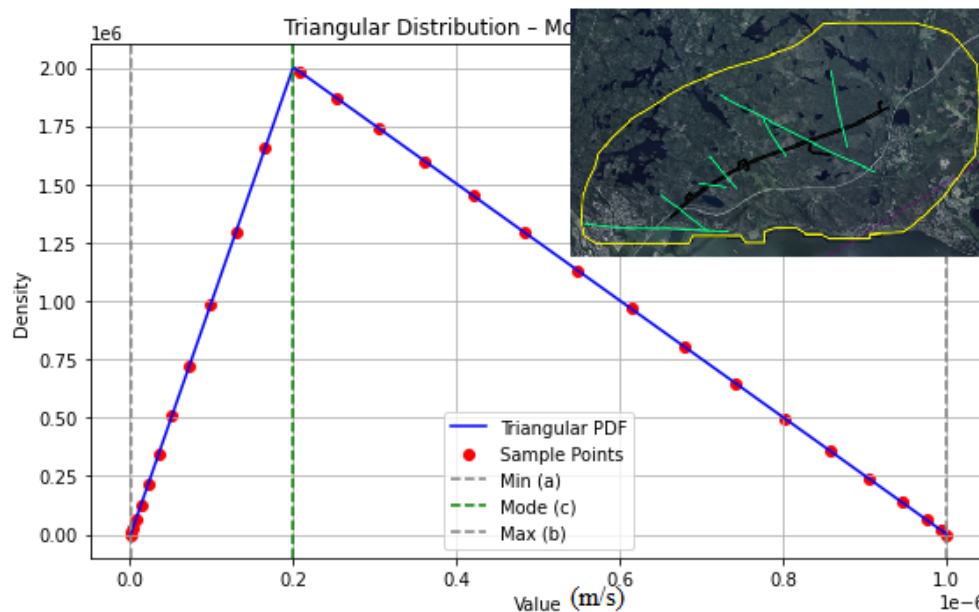 Triangular Distribution – Mo
1e6
2.00
1.75
1.50
1.25
1.00
0.75
0.50
0.25
0.00
Density
Triangular PDF
Sample Points
Min (a)
Mode (c)
Max (b)
0.0 0.2 0.4 0.6 0.8 1.0
Value (m/s) 1e−6